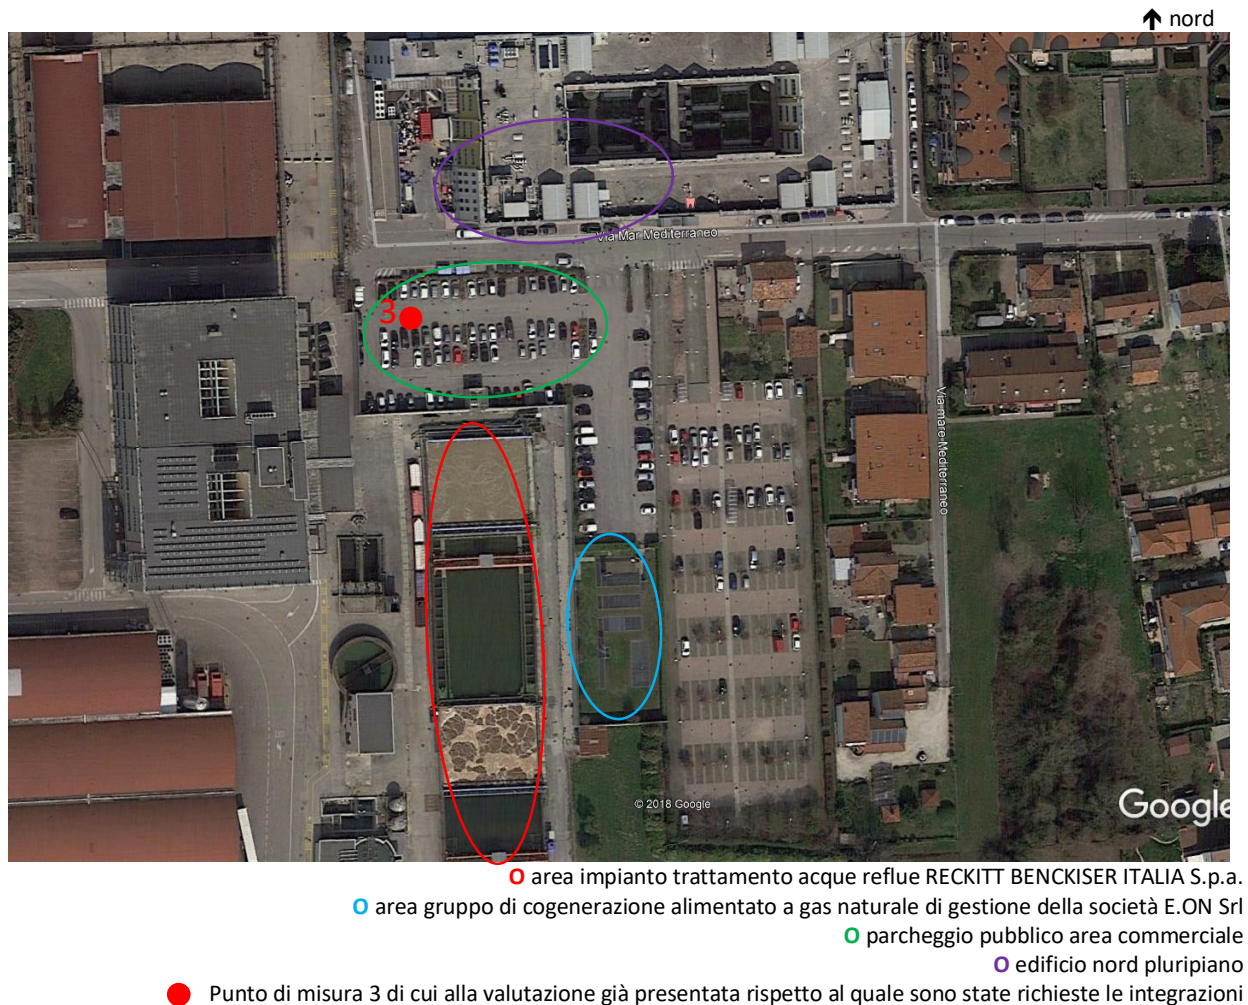 nord
Via Mar Mediterraneo
3
Via mare Mediterraneo
© 2018 Google
Google
O area impianto trattamento acque reflue RECKITT BENCKISER ITALIA S.p.a.
O area gruppo di cogenerazione alimentato a gas naturale di gestione della società E.ON Srl
O parcheggio pubblico area commerciale
O edificio nord pluripiano
Punto di misura 3 di cui alla valutazione già presentata rispetto al quale sono state richieste le integrazioni